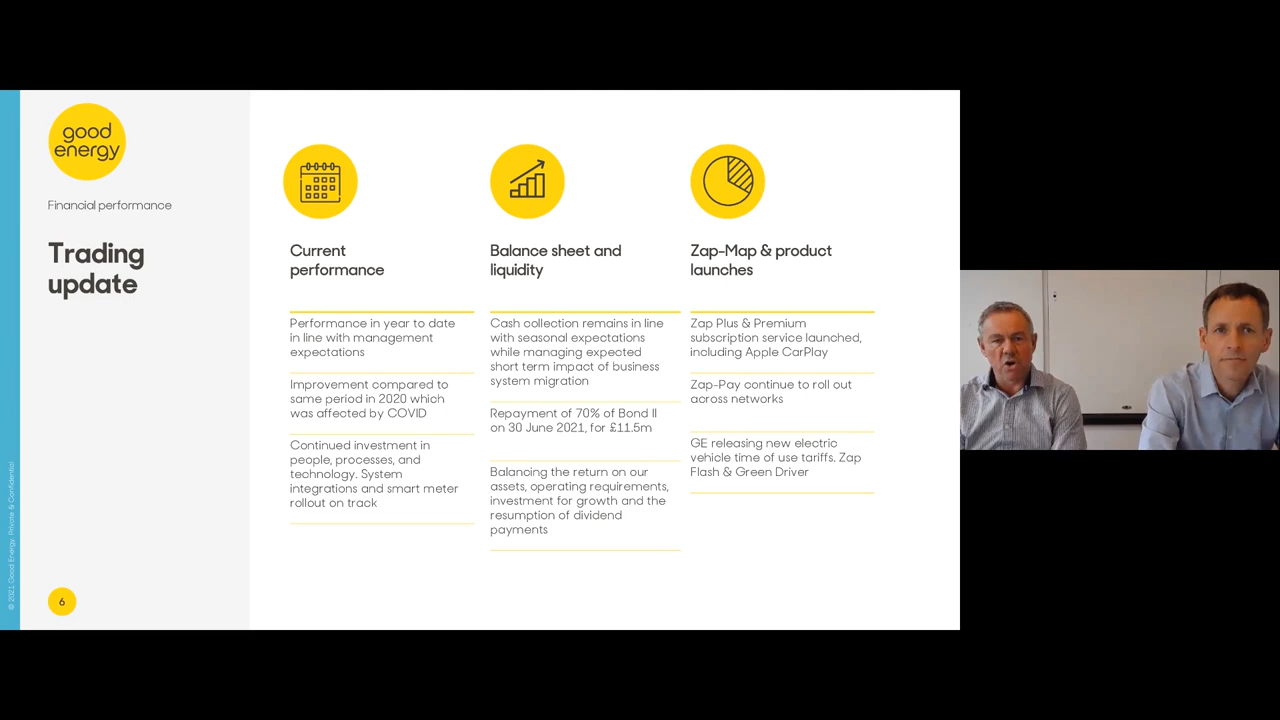 good
energy
Financial performance
Trading
update
Current
performance
Performance in year to date
in line with management
expectations
Improvement compared to
same period in 2020 which
was affected by COVID
Continued investment in
people, processes, and
technology. System
integrations and smart meter
rollout on track
Balance sheet and
liquidity
Cash collection remains in line
with seasonal expectations
while managing expected
short term impact of business
system migration
Repayment of 70% of Bond II
on 30 June 2021, for £11.5m
Balancing the return on our
assets, operating requirements,
investment for growth and the
resumption of dividend
payments
Zap-Map & product
launches
Zap Plus & Premium
subscription service launched,
including Apple CarPlay
Zap-Pay continue to roll out
across networks
GE releasing new electric
vehicle time of use tariffs. Zap
Flash & Green Driver
© 2021 Good Energy Private & Confidential
6